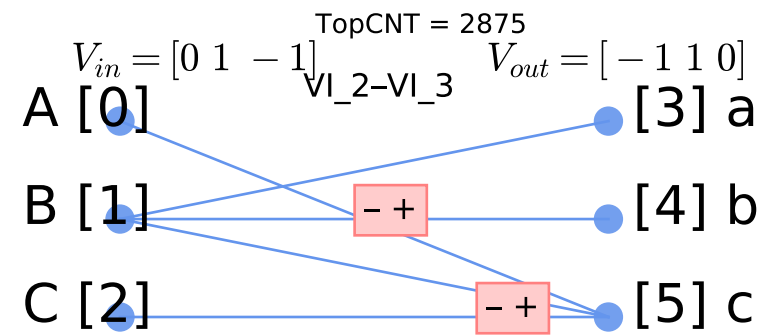 TopCNT = 2875
V_in = [0 1 − 1] V_out = [− 1 1 0]
VI_2–VI_3
A [0] [3] a
B [1] – + [4] b
C [2] – + [5] c